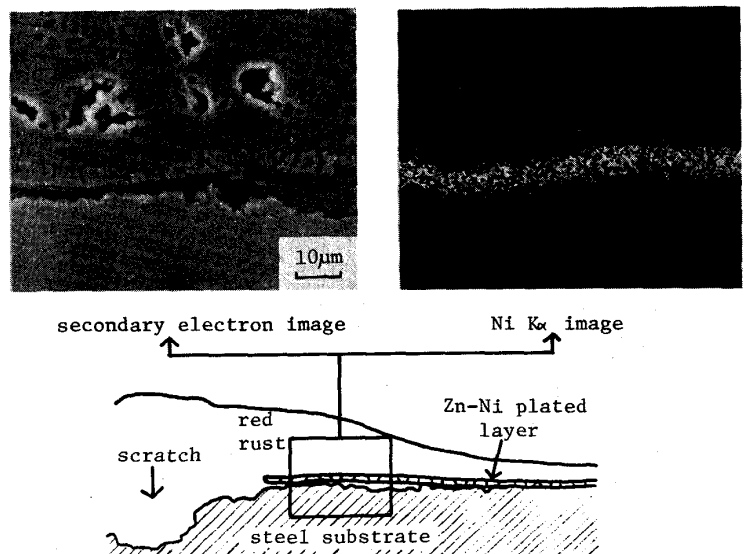 10μm
secondary electron image
Ni Kα image
Zn-Ni plated
layer
red
rust
scratch
steel substrate